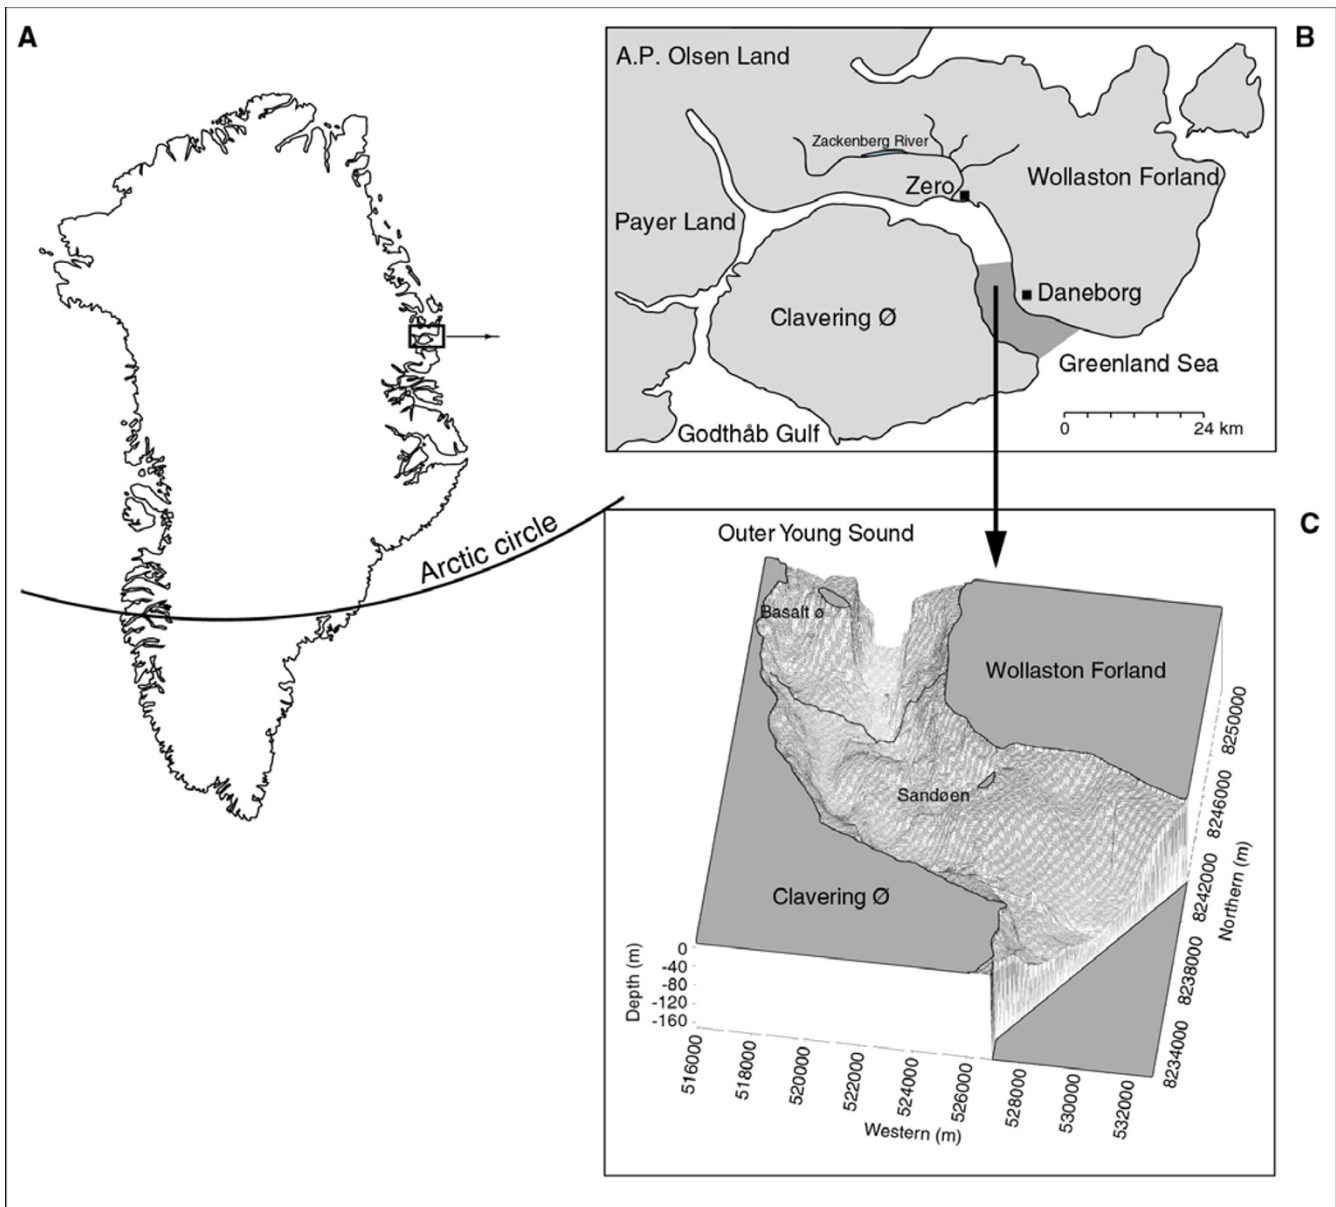 A
Arctic circle
B
A.P. Olsen Land
Zackenberg River
Zero
Wollaston Forland
Payer Land
Daneborg
Clavering Ø
Greenland Sea
Godthåb Gulf
0 24 km
C
Outer Young Sound
Basalt ø
Wollaston Forland
Sandøen
Clavering Ø
Depth (m)
0
-40
-80
-120
-160
516000
518000
520000
522000
524000
526000
528000
530000
532000
Western (m)
8234000
8238000
8242000
8246000
8250000
Northern (m)